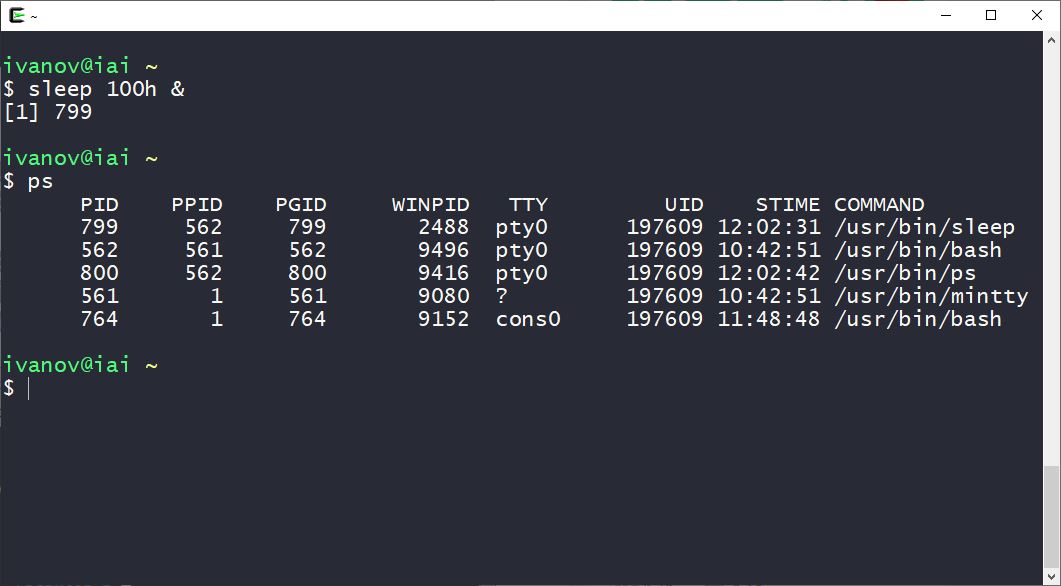 ~
ivanov@iai ~
$ sleep 100h &
[1] 799
ivanov@iai ~
$ ps
PID PPID PGID WINPID TTY UID STIME COMMAND
799 562 799 2488 pty0 197609 12:02:31 /usr/bin/sleep
562 561 562 9496 pty0 197609 10:42:51 /usr/bin/bash
800 562 800 9416 pty0 197609 12:02:42 /usr/bin/ps
561 1 561 9080 ? 197609 10:42:51 /usr/bin/mintty
764 1 764 9152 cons0 197609 11:48:48 /usr/bin/bash
ivanov@iai ~
$